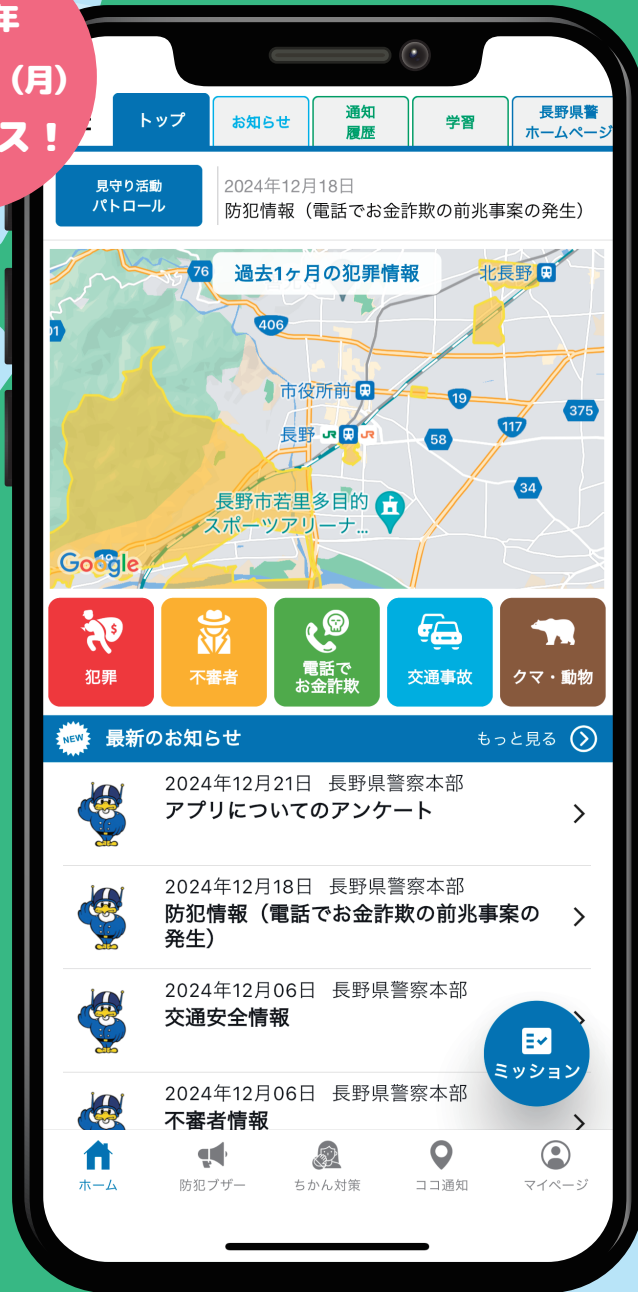 年
（月）
ス！
トップ
お知らせ
通知
履歴
学習
長野県警
ホームページ
見守り活動
パトロール
2024年12月18日
防犯情報（電話でお金詐欺の前兆事案の発生）
過去1ヶ月の犯罪情報
76
北長野
406
市役所前
19
375
117
長野 JR JR
58
34
長野市若里多目的
スポーツアリーナ...
19
Google
犯罪
不審者
電話で
お金詐欺
交通事故
クマ・動物
NEW 最新のお知らせ もっと見る
2024年12月21日 長野県警察本部
アプリについてのアンケート
2024年12月18日 長野県警察本部
防犯情報（電話でお金詐欺の前兆事案の
発生）
2024年12月06日 長野県警察本部
交通安全情報
ミッション
2024年12月06日 長野県警察本部
不審者情報
ホーム
防犯ブザー
ちかん対策
ココ通知
マイページ